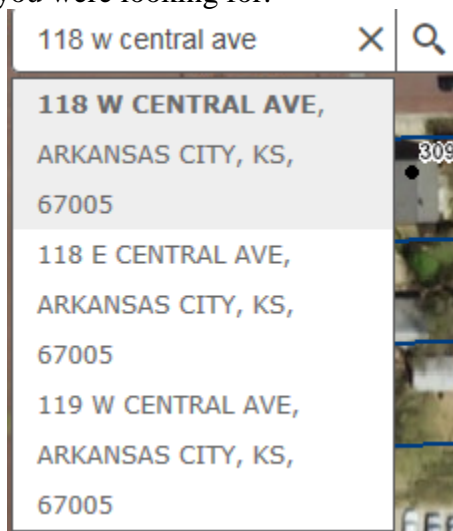 you were looking for.
118 w central ave
118 W CENTRAL AVE,
ARKANSAS CITY, KS,
67005
309
118 E CENTRAL AVE,
ARKANSAS CITY, KS,
67005
119 W CENTRAL AVE,
ARKANSAS CITY, KS,
67005